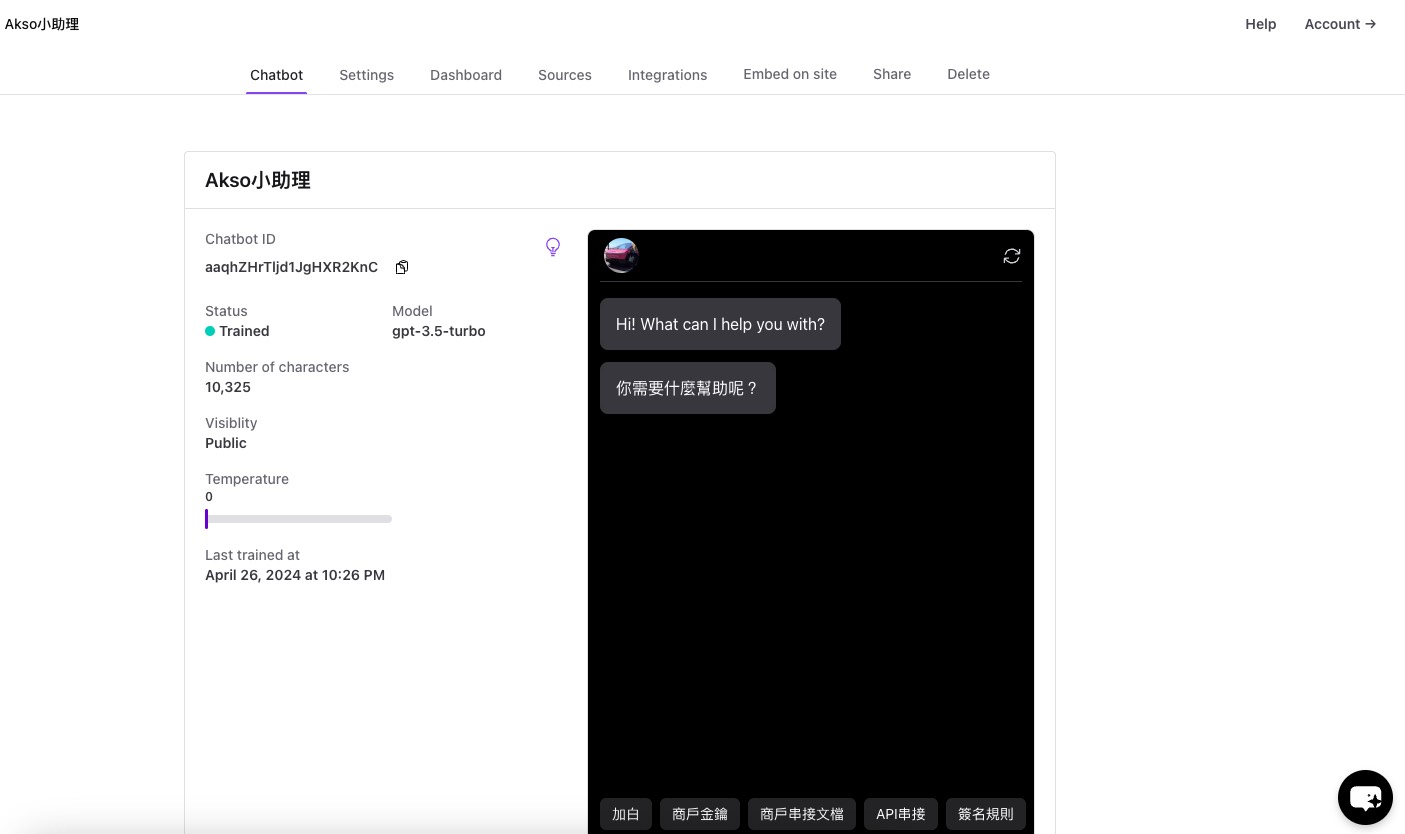 Akso小助理
Help
Account →
Chatbot
Settings
Dashboard
Sources
Integrations
Embed on site
Share
Delete
Akso小助理
Chatbot ID
aaqhZHrTljd1JgHXR2KnC
Status
Trained
Model
gpt-3.5-turbo
Number of characters
10,325
Visiblity
Public
Temperature
0
Last trained at
April 26, 2024 at 10:26 PM
Hi! What can I help you with?
你需要什麼幫助呢？
加白
商戶金鑰
商戶串接文檔
API串接
簽名規則